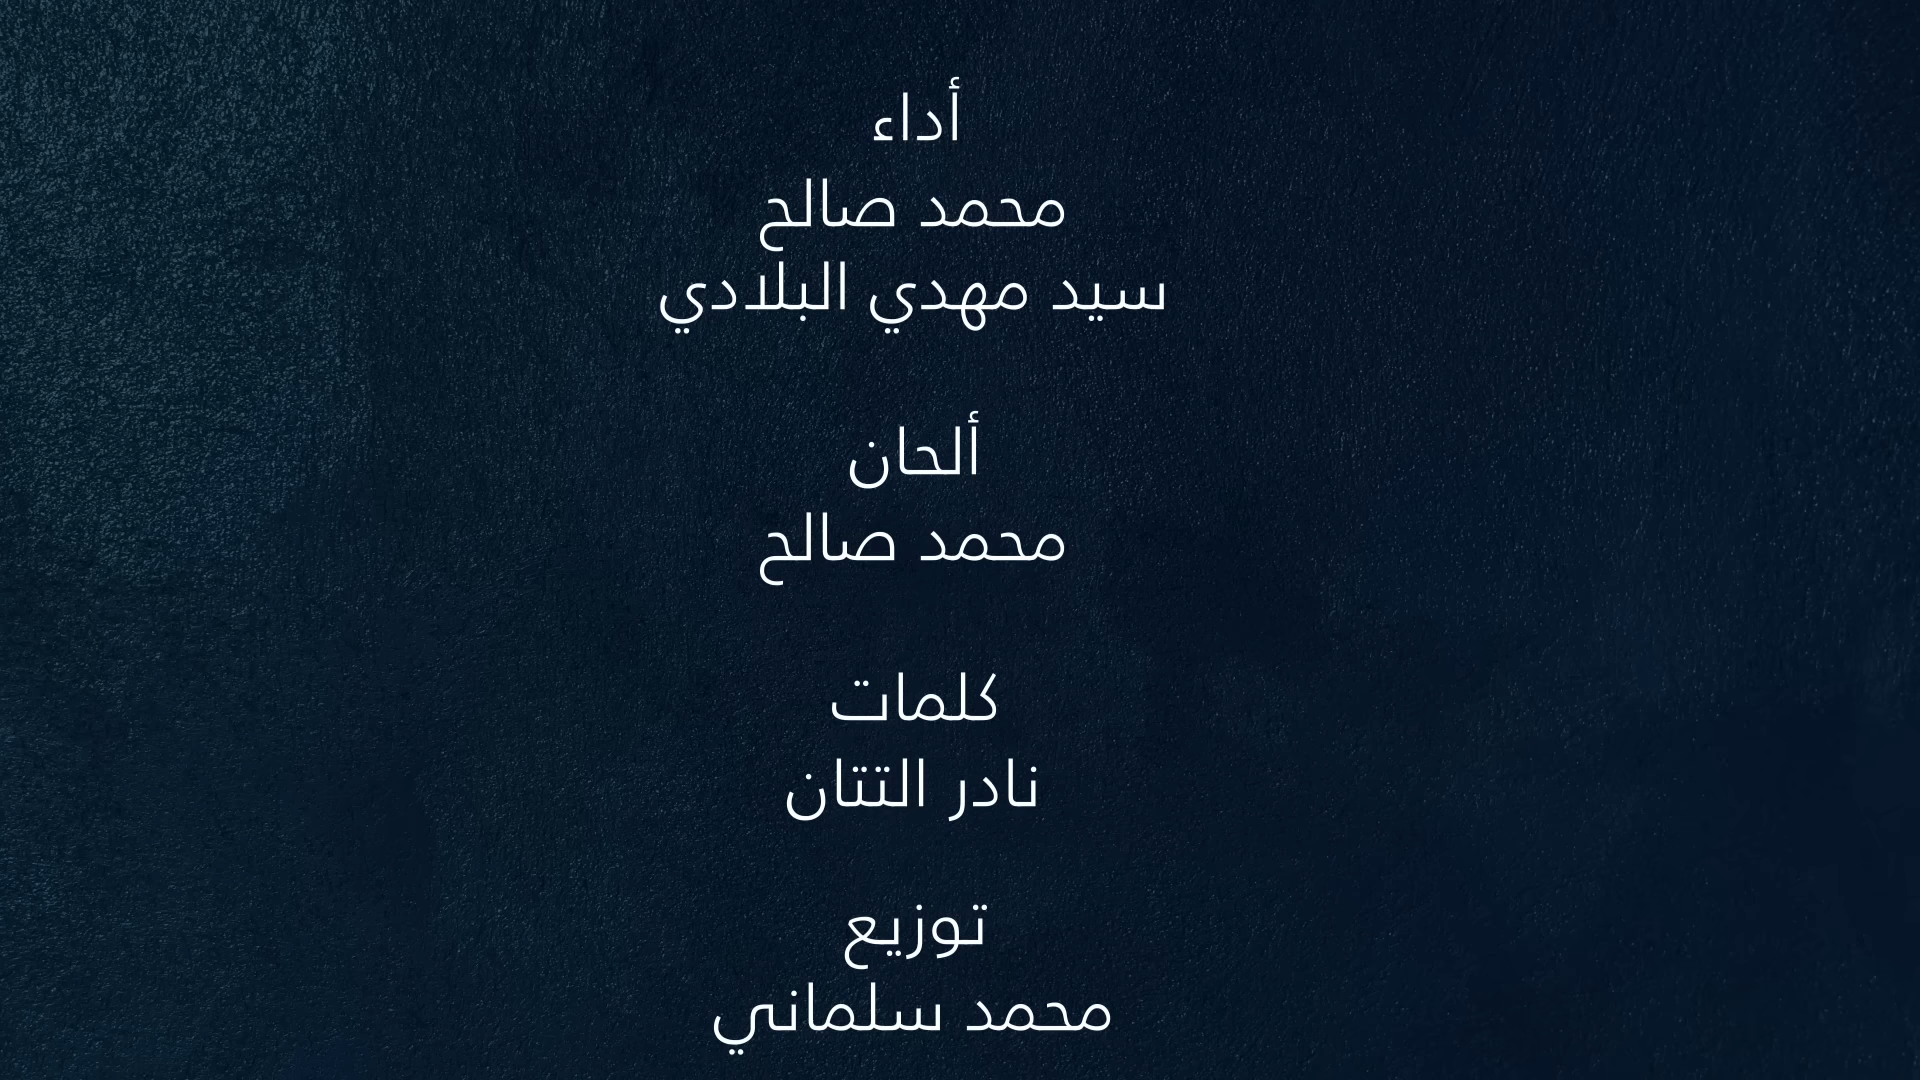 أداء
محمد صالح
سيد مهدي البلادي
ألحان
محمد صالح
كلمات
نادر التتان
توزيع
محمد سلماني